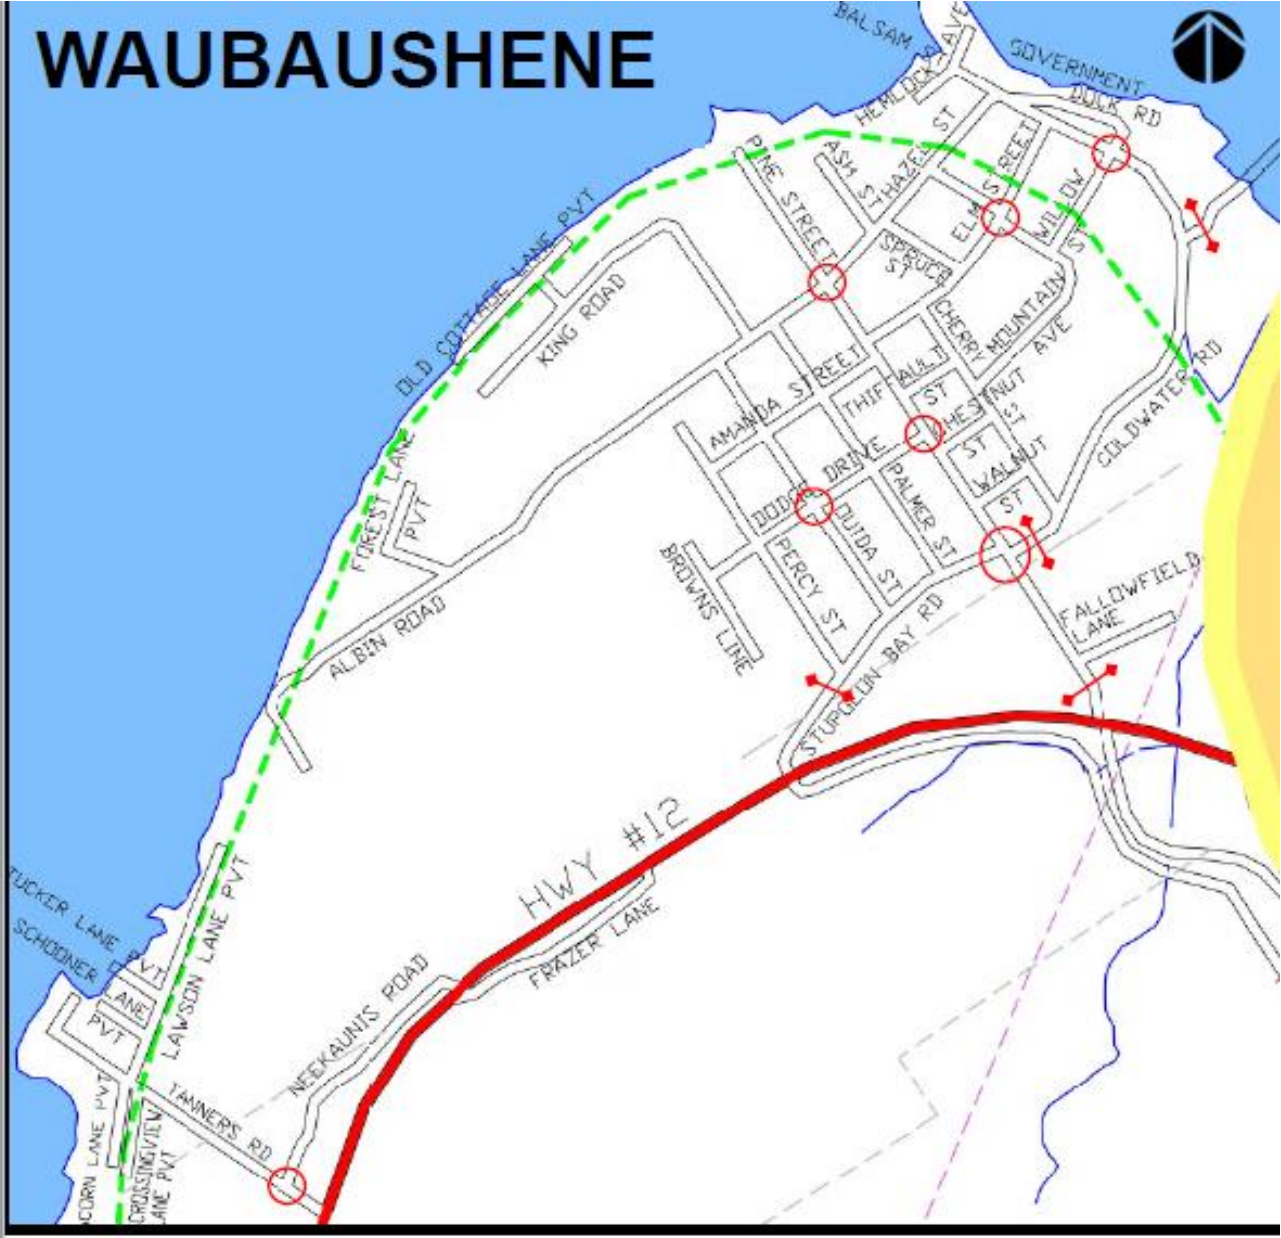 WAUBAUSHENE
BALSAM AVE
HEMLOCK
GOVERNMENT
DOCK RD
PINE STREET
ASH ST
HAZEL ST
ELM STREET
WILLOW
ST
SPRUCE
ST
CHERRY
MOUNTAIN
AVE
OLD COTTAGE LANE PVT
KING ROAD
AMANDA STREET
THIFFAULT
ST
CHESTNUT
ST
ST
WALNUT
ST
COLDWATER RD
DODDS DRIVE
PALMER ST
OUIDA ST
PERCY ST
BROWNS LINE
FOREST LANE
PVT
ALBIN ROAD
STUPOLON BAY RD
FALLOWFIELD
LANE
HWY #12
FRAZER LANE
NEEKAUNIS ROAD
TUCKER LANE PVT
SCHOONER
LANE
PVT
LAWSON LANE PVT
TANNERS RD
CORN LANE PVT
CROSSINGVIEW
LANE PVT